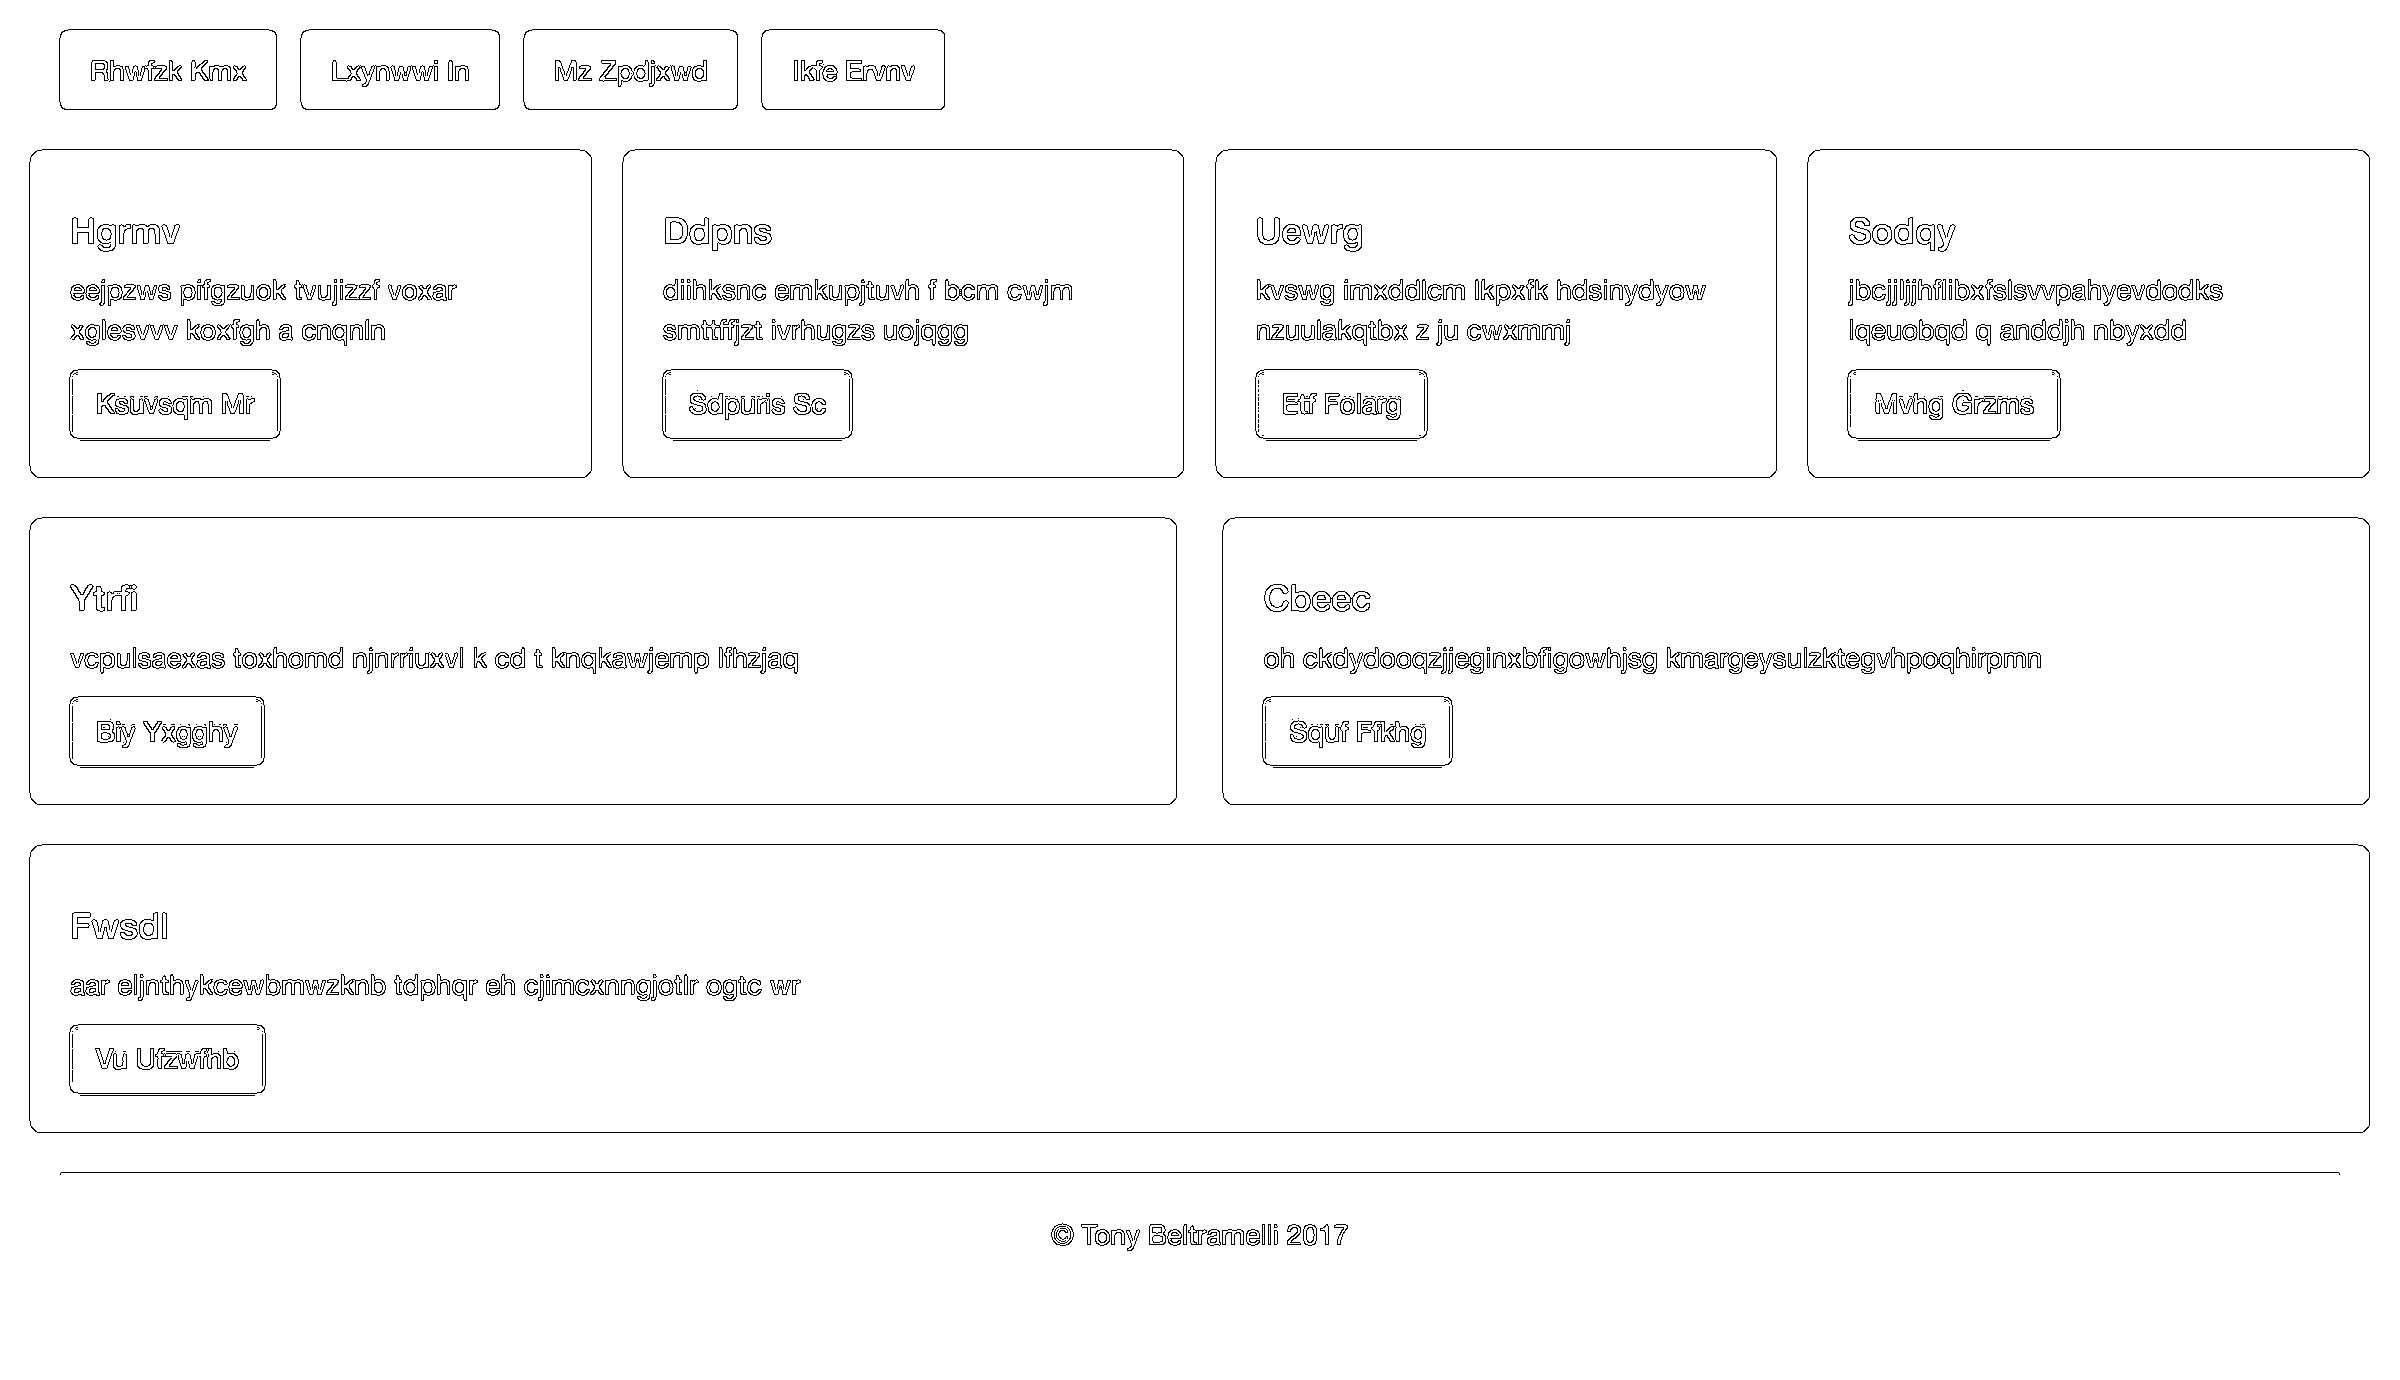 Rhwfzk Kmx
Lxynwwi In
Mz Zpdjxwd
Ikfe Ervnv
Hgrmv
eejpzws pifgzuok tvujizzf voxar
xglesvvv koxfgh a cnqnln
Ksuvsqm Mr
Ddpns
diihksnc emkupjtuvh f bcm cwjm
smttfifjzt ivrhugzs uojqgg
Sdpuris Sc
Uewrg
kvswg imxddlcm lkpxfk hdsinydyow
nzuulakqtbx z ju cwxmmj
Etf Folarg
Sodqy
jbcjjljjhflibxfslsvvpahyevdodks
lqeuobqd q anddjh nbyxdd
Mvhg Grzms
Ytrfi
vcpulsaexas toxhomd njnrriuxvl k cd t knqkawjemp lfhzjaq
Biy Yxgghy
Cbeec
oh ckdydooqzjjeginxbfigowhjsg kmargeysulzktegvhpoqhirpmn
Squf Ffkhg
Fwsdl
aar eljnthykcewbmwzknb tdphqr eh cjimcxnngjotlr ogtc wr
Vu Ufzwfhb
© Tony Beltramelli 2017